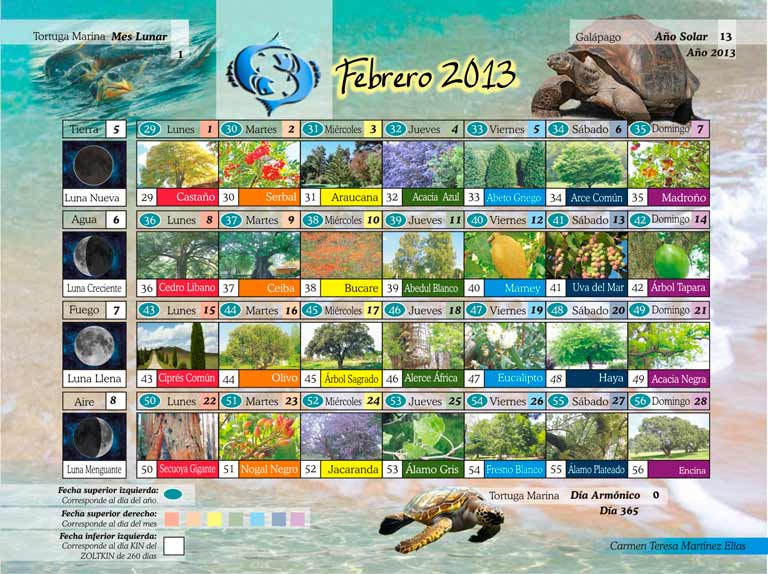 Tortuga Marina Mes Lunar
1
Febrero 2013
Galápago Año Solar 13
Año 2013
Tierra 5 29 Lunes 1 30 Martes 2 31 Miércoles 3 32 Jueves 4 33 Viernes 5 34 Sábado 6 35 Domingo 7
Luna Nueva 29 Castaño 30 Serbal 31 Araucana 32 Acacia Azul 33 Abeto Griego 34 Arce Común 35 Madroño
Agua 6 36 Lunes 8 37 Martes 9 38 Miércoles 10 39 Jueves 11 40 Viernes 12 41 Sábado 13 42 Domingo 14
Luna Creciente 36 Cedro Libano 37 Ceiba 38 Bucare 39 Abedul Blanco 40 Mamey 41 Uva del Mar 42 Árbol Tapara
Fuego 7 43 Lunes 15 44 Martes 16 45 Miércoles 17 46 Jueves 18 47 Viernes 19 48 Sábado 20 49 Domingo 21
Luna Llena 43 Ciprés Común 44 Olivo 45 Árbol Sagrado 46 Alerce África 47 Eucalipto 48 Haya 49 Acacia Negra
Aire 8 50 Lunes 22 51 Martes 23 52 Miércoles 24 53 Jueves 25 54 Viernes 26 55 Sábado 27 56 Domingo 28
Luna Menguante 50 Secuoya Gigante 51 Nogal Negro 52 Jacaranda 53 Álamo Gris 54 Fresno Blanco 55 Álamo Plateado 56 Encina
Fecha superior izquierda:
Corresponde al día del año.
Fecha superior derecho:
Corresponde al día del mes
Fecha inferior izquierda:
Corresponde al día KIN del
ZOLTKIN de 260 días
Tortuga Marina Día Armónico 0
Día 365
Carmen Teresa Martínez Elías